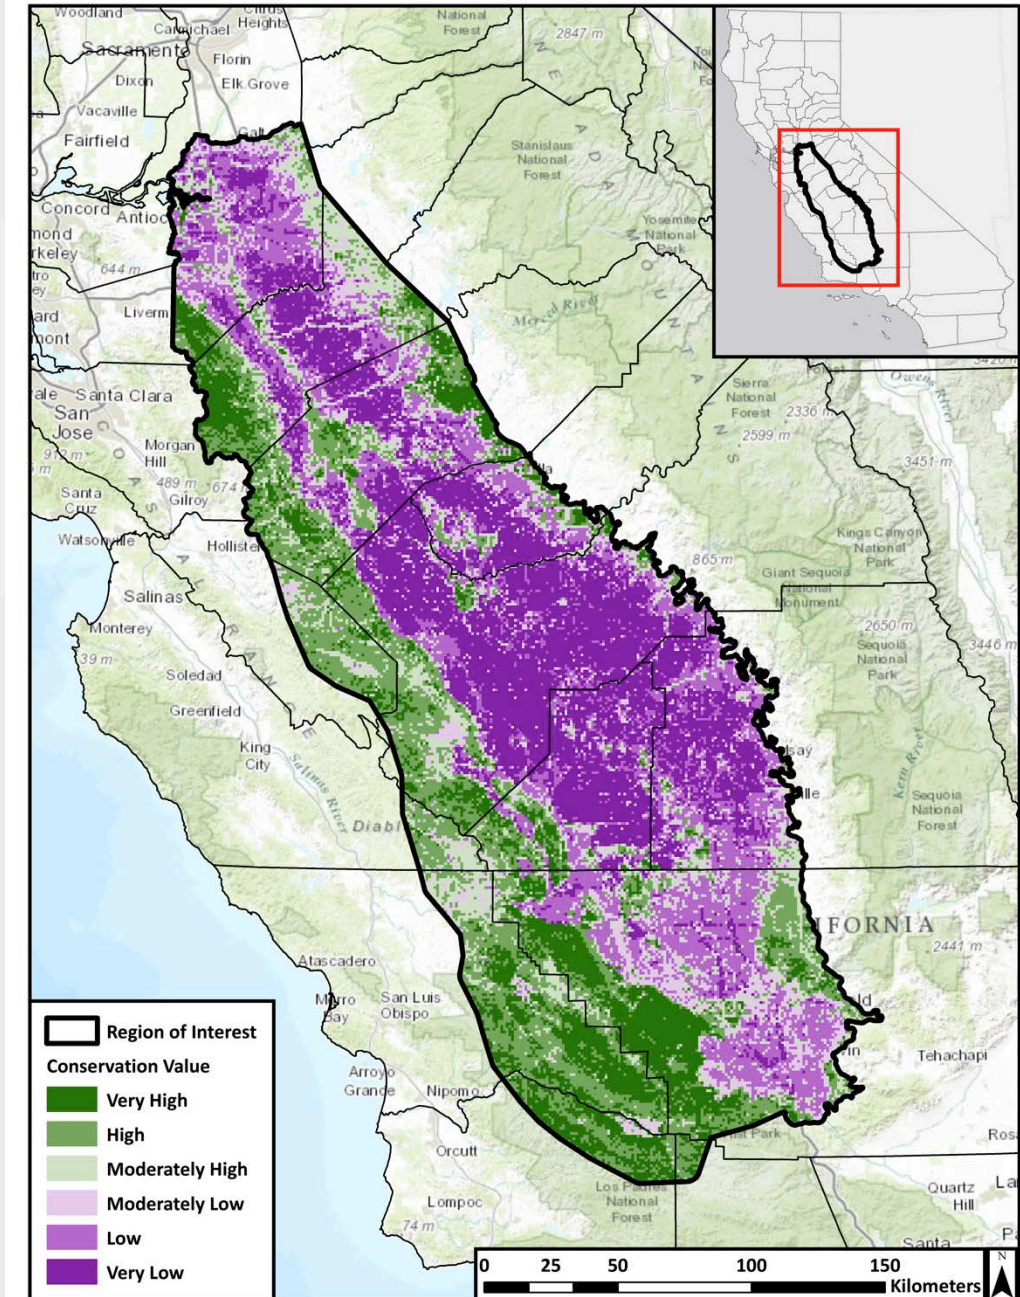 Woodland
Citrus
Heights
Carmichael
Sacramento
Florin
Dixon
Elk Grove
Vacaville
Fairfield
Galt
Concord
Antioc
mond
rkeley
644 m
Liverm
ard
mont
vale
Santa Clara
San
Jose
Morgan
Hill
912 m
489 m
674
Gilroy
Santa
Cruz
Watsonville
Hollister
Salinas
Monterey
39 m
Soledad
Greenfield
King
City
Salinas River
Diabl
Atascadero
Morro
Bay
San Luis
Obispo
Arroyo
Grande
Nipomo
Orcutt
Lompoc
74 m
National
Forest
2847 m
Stanislaus
National
Forest
Yosemite
National
Park
Merced River
Sierra
National
Forest
2336 m
2599 m
Owens River
3451 m
Kings Canyon
National
Park
865 m
Giant Sequoia
National
Monument
2650 m
Sequoia
National
Park
3446 m
Kern River
Sequoia
National
Forest
IFORNIA
2441 m
Tehachapi
Los Padres
National
Forest
Quartz
Hill
Santa
Region of Interest
Conservation Value
Very High
High
Moderately High
Moderately Low
Low
Very Low
0 25 50 100 150
Kilometers
N